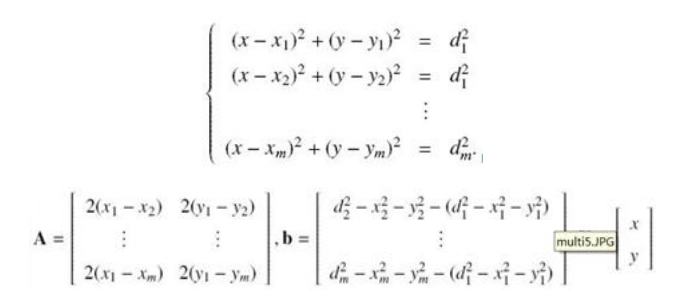 (x − x₁)² + (y − y₁)² = d₁²
(x − x₂)² + (y − y₂)² = d₁²
⋮
(x − xₘ)² + (y − yₘ)² = dₘ².
A = [ 2(x₁ − x₂) 2(y₁ − y₂) ; ⋮ ⋮ ; 2(x₁ − xₘ) 2(y₁ − yₘ) ], b = [ d₂² − x₂² − y₂² − (d₁² − x₁² − y₁²) ; ⋮ ; dₘ² − xₘ² − yₘ² − (d₁² − x₁² − y₁²) ] multi5.JPG [ x ; y ]